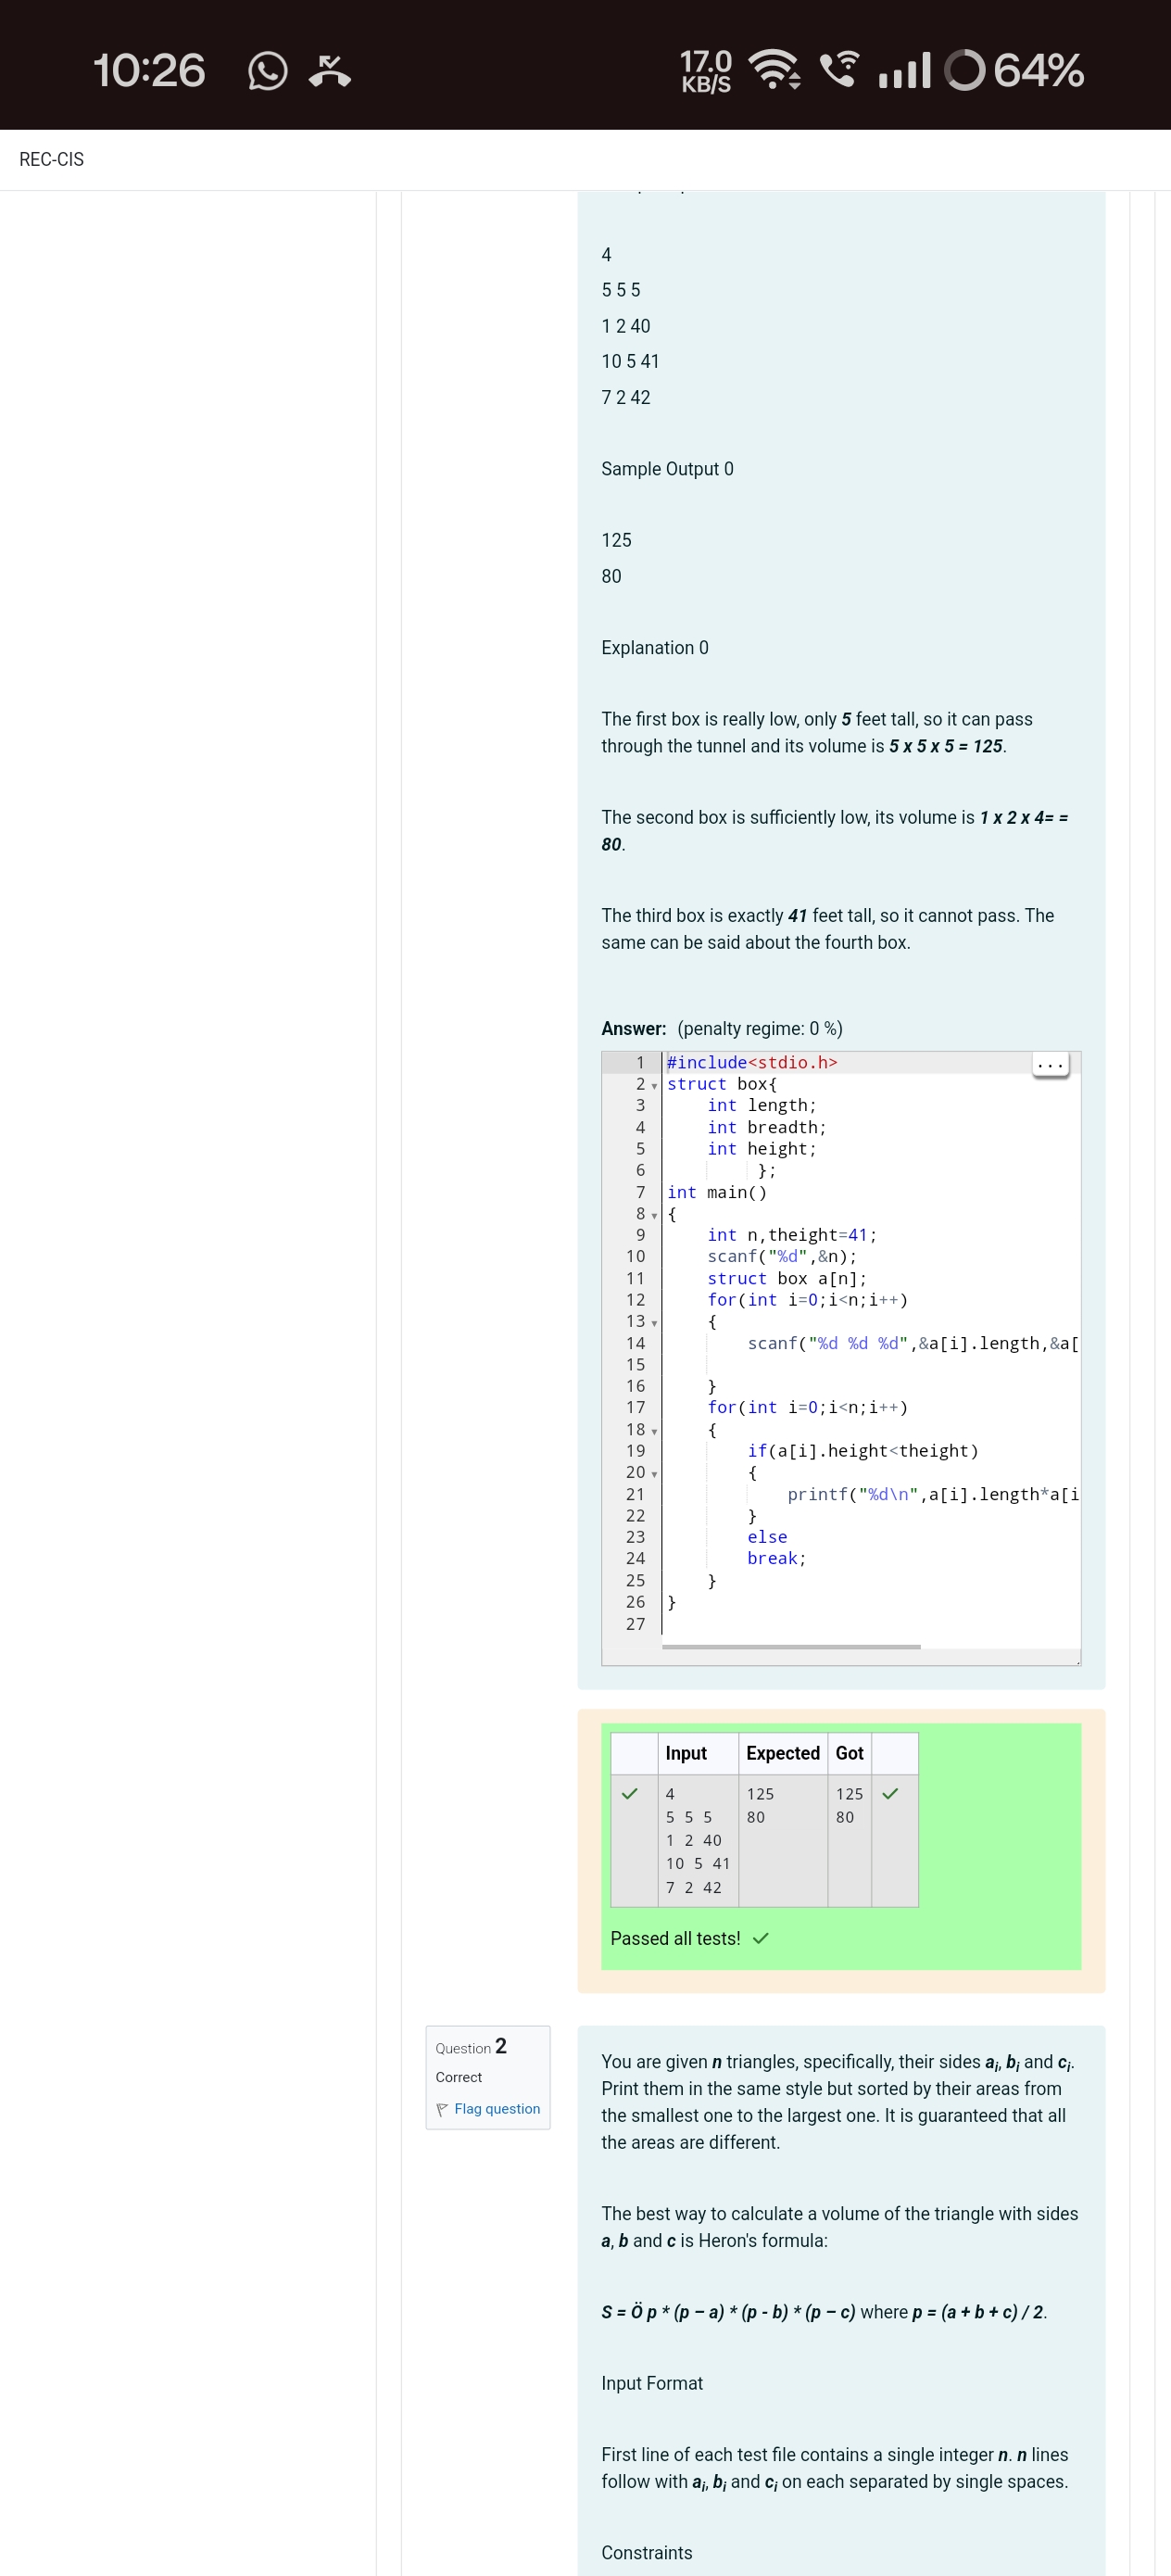 10:26 17.0 KB/S 64%
REC-CIS
4
5 5 5
1 2 40
10 5 41
7 2 42
Sample Output 0
125
80
Explanation 0
The first box is really low, only 5 feet tall, so it can pass
through the tunnel and its volume is 5 x 5 x 5 = 125.
The second box is sufficiently low, its volume is 1 x 2 x 4= =
80.
The third box is exactly 41 feet tall, so it cannot pass. The
same can be said about the fourth box.
Answer: (penalty regime: 0 %)
1 #include<stdio.h> ...
2 struct box{
3 int length;
4 int breadth;
5 int height;
6 };
7 int main()
8 {
9 int n,theight=41;
10 scanf("%d",&n);
11 struct box a[n];
12 for(int i=0;i<n;i++)
13 {
14 scanf("%d %d %d",&a[i].length,&a[
15
16 }
17 for(int i=0;i<n;i++)
18 {
19 if(a[i].height<theight)
20 {
21 printf("%d\n",a[i].length*a[i
22 }
23 else
24 break;
25 }
26 }
27
Input Expected Got
4 125 125
5 5 5 80 80
1 2 40
10 5 41
7 2 42
Passed all tests!
Question 2
Correct
Flag question
You are given n triangles, specifically, their sides ai, bi and ci.
Print them in the same style but sorted by their areas from
the smallest one to the largest one. It is guaranteed that all
the areas are different.
The best way to calculate a volume of the triangle with sides
a, b and c is Heron's formula:
S = Ö p * (p – a) * (p - b) * (p – c) where p = (a + b + c) / 2.
Input Format
First line of each test file contains a single integer n. n lines
follow with ai, bi and ci on each separated by single spaces.
Constraints